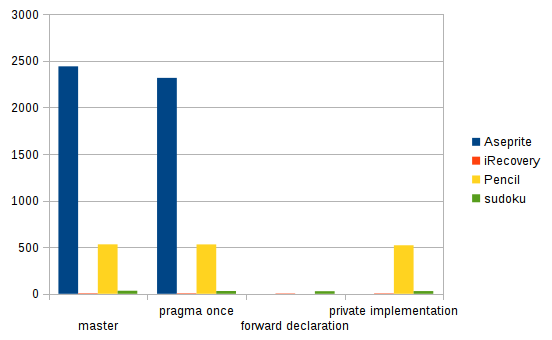 3000
2500
2000
1500
1000
500
0
master
pragma once
forward declaration
private implementation
Aseprite
iRecovery
Pencil
sudoku